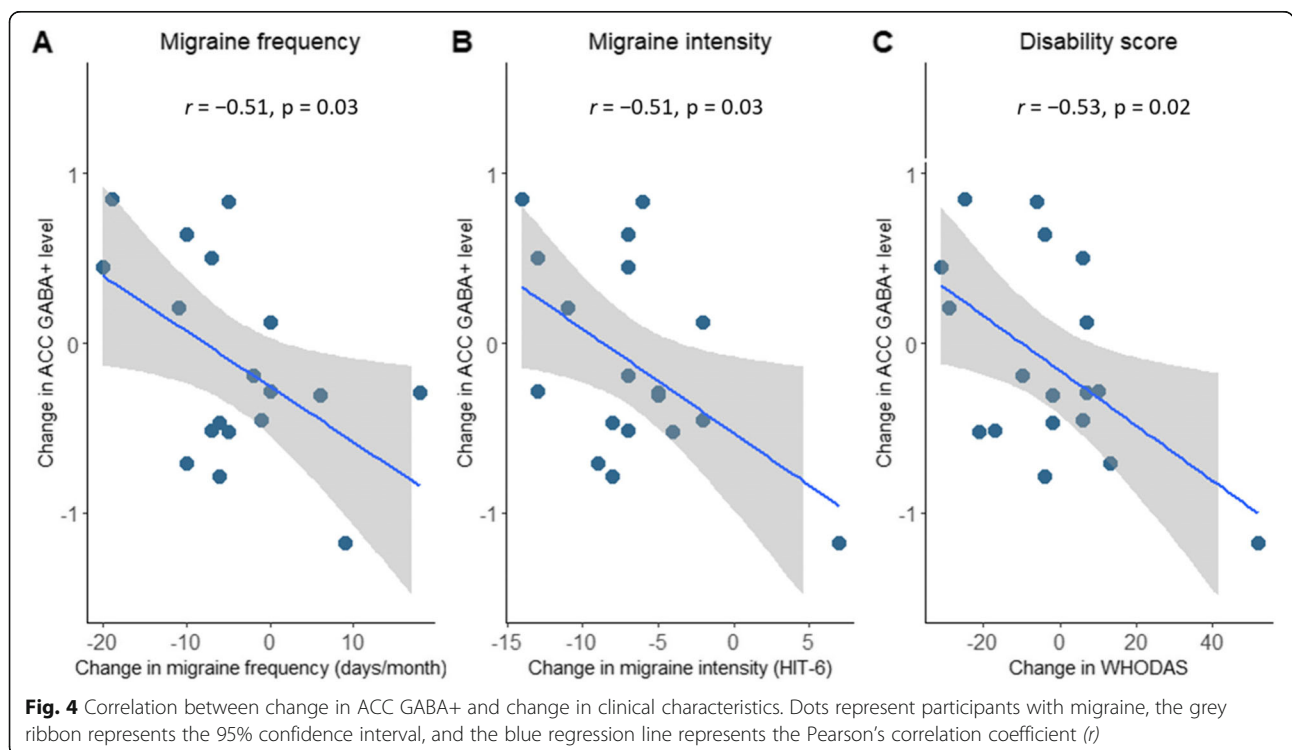 A Migraine frequency
r = −0.51, p = 0.03
1
0
-1
Change in ACC GABA+ level
-20 -10 0 10
Change in migraine frequency (days/month)
B Migraine intensity
r = −0.51, p = 0.03
Change in ACC GABA+ level
-15 -10 -5 0 5
Change in migraine intensity (HIT-6)
C Disability score
r = −0.53, p = 0.02
1
0
-1
Change in ACC GABA+ level
-20 0 20 40
Change in WHODAS
Fig. 4 Correlation between change in ACC GABA+ and change in clinical characteristics. Dots represent participants with migraine, the grey
ribbon represents the 95% confidence interval, and the blue regression line represents the Pearson's correlation coefficient (r)